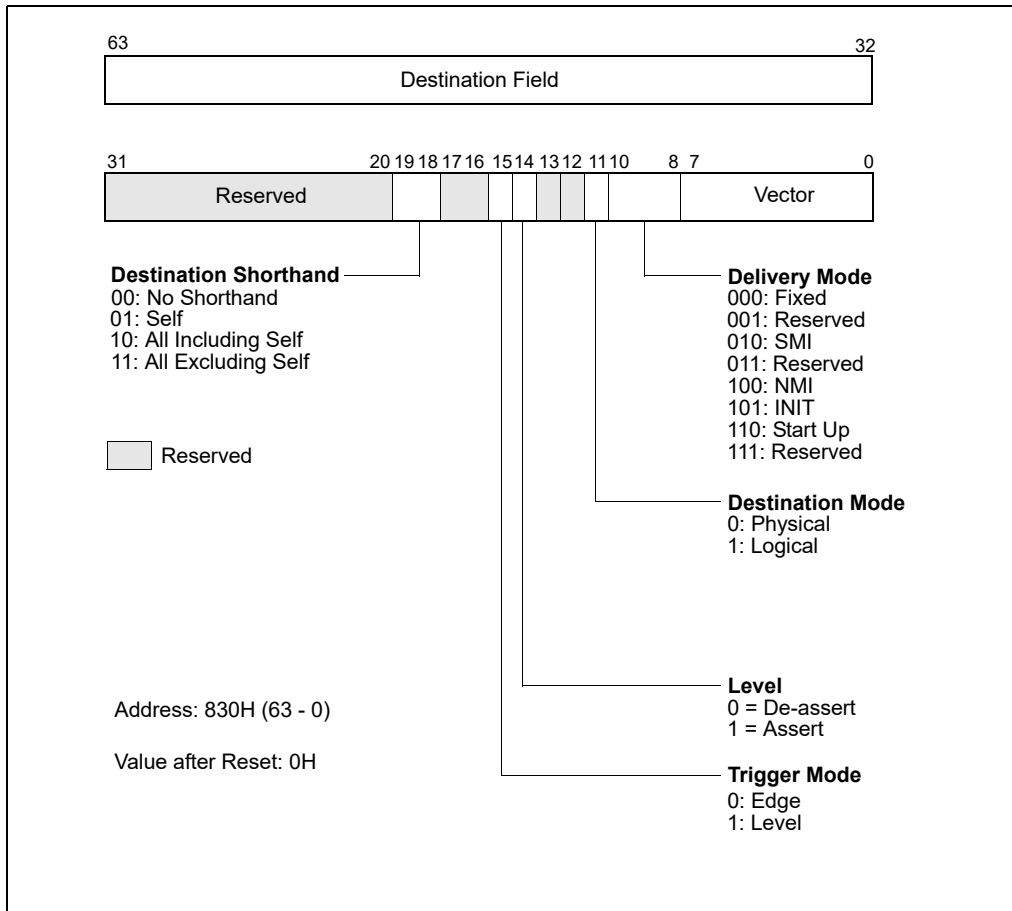 63 32
Destination Field
31 20 19 18 17 16 15 14 13 12 11 10 8 7 0
Reserved Vector
Destination Shorthand
00: No Shorthand
01: Self
10: All Including Self
11: All Excluding Self
Reserved
Delivery Mode
000: Fixed
001: Reserved
010: SMI
011: Reserved
100: NMI
101: INIT
110: Start Up
111: Reserved
Destination Mode
0: Physical
1: Logical
Level
0 = De-assert
1 = Assert
Address: 830H (63 - 0)
Value after Reset: 0H
Trigger Mode
0: Edge
1: Level